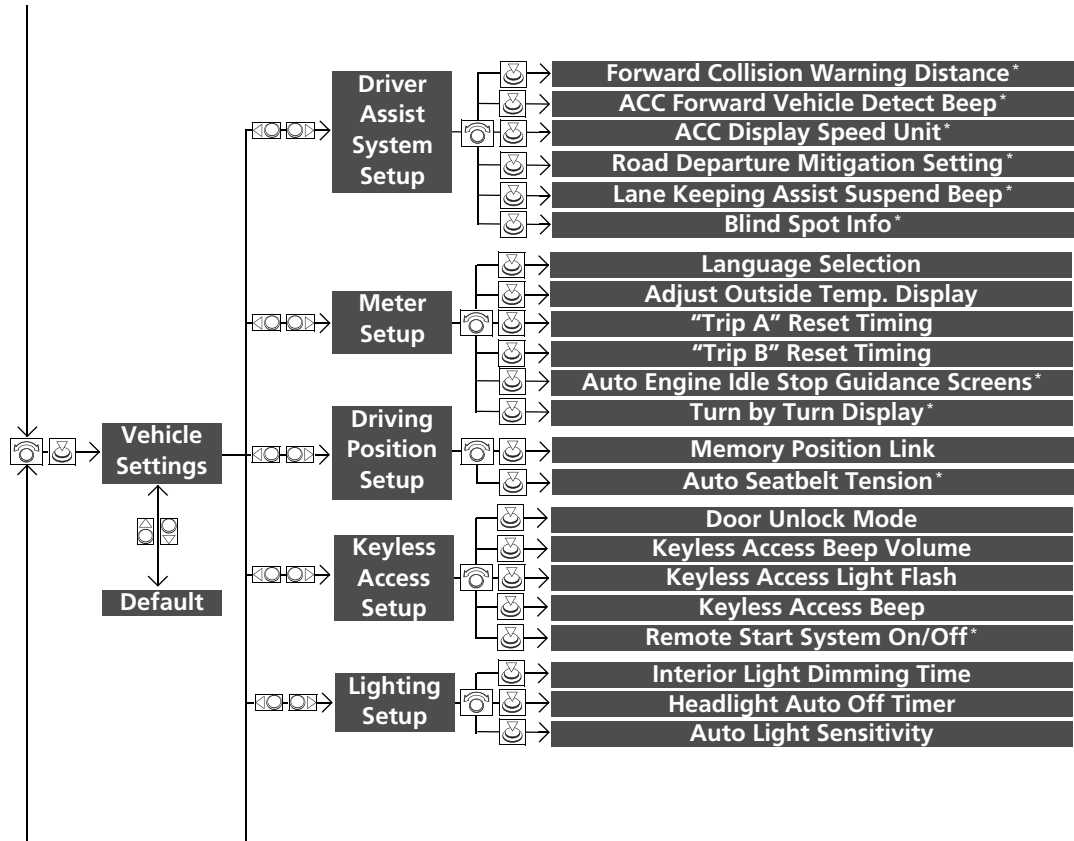 Driver
Assist
System
Setup
Forward Collision Warning Distance*
ACC Forward Vehicle Detect Beep*
ACC Display Speed Unit*
Road Departure Mitigation Setting*
Lane Keeping Assist Suspend Beep*
Blind Spot Info*
Meter
Setup
Language Selection
Adjust Outside Temp. Display
“Trip A” Reset Timing
“Trip B” Reset Timing
Auto Engine Idle Stop Guidance Screens*
Turn by Turn Display*
Vehicle
Settings
Default
Driving
Position
Setup
Memory Position Link
Auto Seatbelt Tension*
Keyless
Access
Setup
Door Unlock Mode
Keyless Access Beep Volume
Keyless Access Light Flash
Keyless Access Beep
Remote Start System On/Off*
Lighting
Setup
Interior Light Dimming Time
Headlight Auto Off Timer
Auto Light Sensitivity